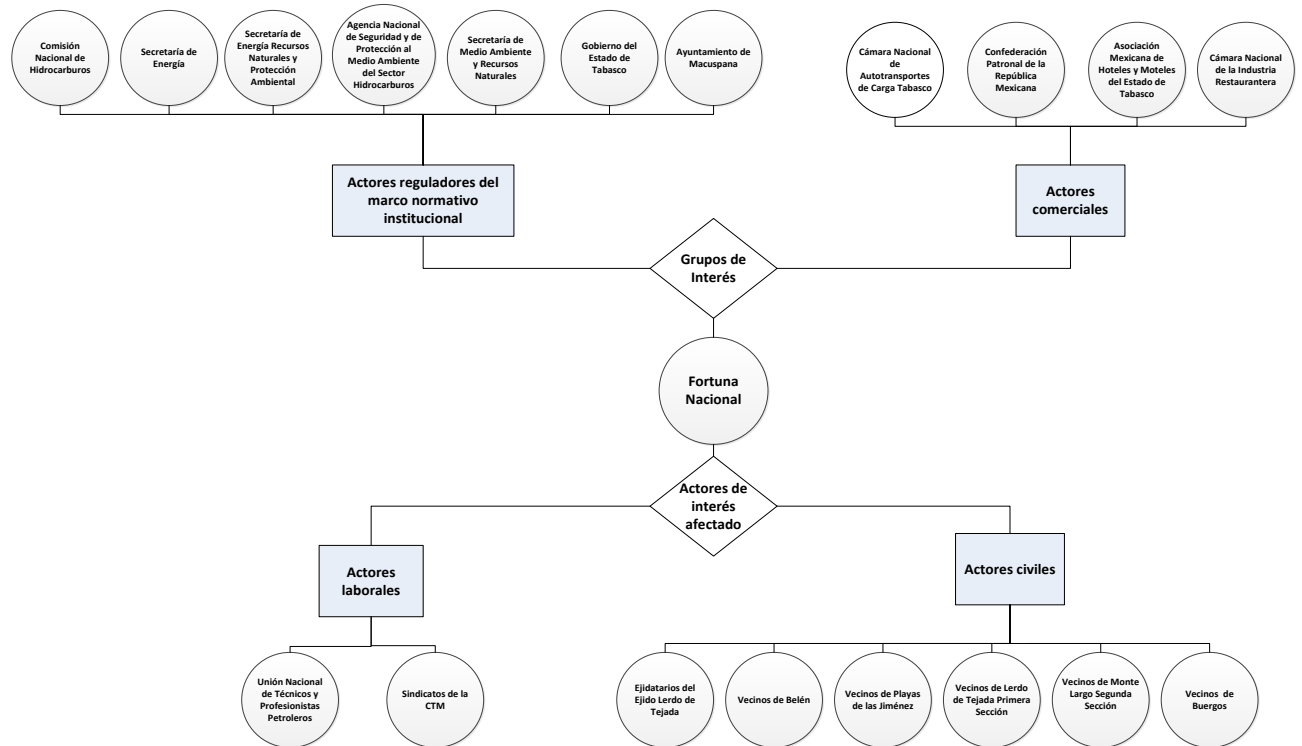 Comisión
Nacional de
Hidrocarburos
Secretaría de
Energía
Secretaría de
Energía Recursos
Naturales y
Protección
Ambiental
Agencia Nacional
de Seguridad y de
Protección al
Medio Ambiente
del Sector
Hidrocarburos
Secretaría de
Medio Ambiente
y Recursos
Naturales
Gobierno del
Estado de
Tabasco
Ayuntamiento de
Macuspana
Cámara Nacional
de
Autotransportes
de Carga Tabasco
Confederación
Patronal de la
República
Mexicana
Asociación
Mexicana de
Hoteles y Moteles
del Estado de
Tabasco
Cámara Nacional
de la Industria
Restaurantera
Actores reguladores del
marco normativo
institucional
Actores
comerciales
Grupos de
Interés
Fortuna
Nacional
Actores de
interés
afectado
Actores
laborales
Actores civiles
Unión Nacional
de Técnicos y
Profesionistas
Petroleros
Sindicatos de la
CTM
Ejidatarios del
Ejido Lerdo de
Tejada
Vecinos de Belén
Vecinos de Playas
de las Jiménez
Vecinos de Lerdo
de Tejada Primera
Sección
Vecinos de Monte
Largo Segunda
Sección
Vecinos de
Buergos